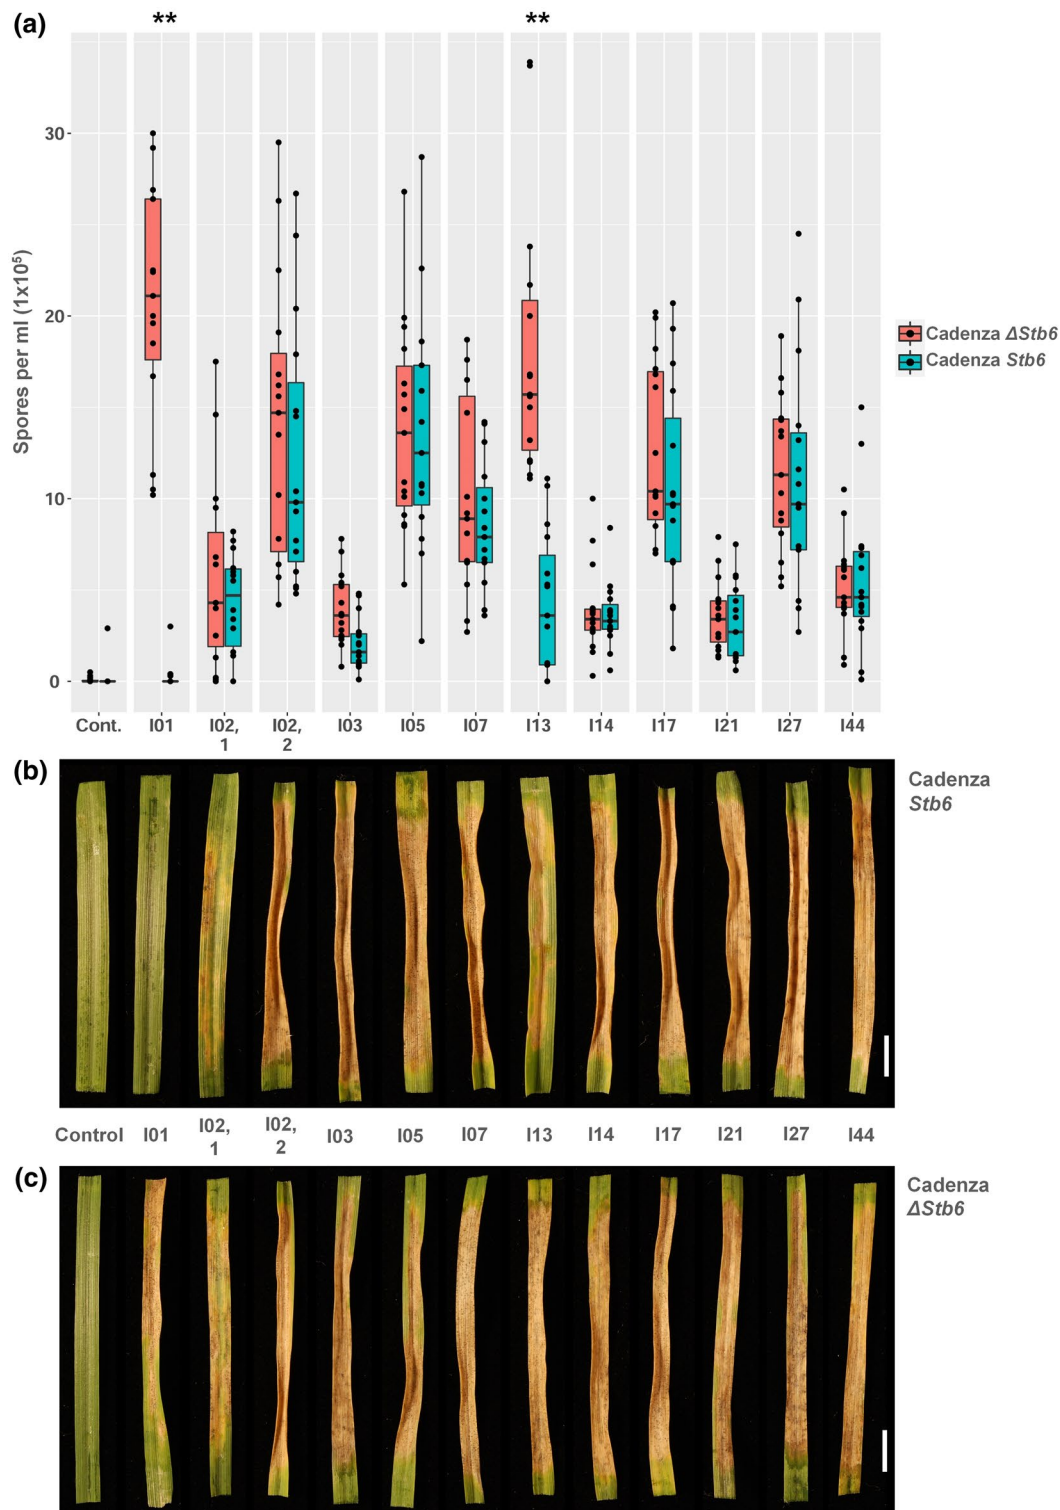 (a)
** **
30
20
10
0
Spores per ml (1x10⁵)
Cont. I01 I02, 1 I02, 2 I03 I05 I07 I13 I14 I17 I21 I27 I44
Cadenza ΔStb6
Cadenza Stb6
(b)
Cadenza
Stb6
Control I01 I02, 1 I02, 2 I03 I05 I07 I13 I14 I17 I21 I27 I44
(c)
Cadenza
ΔStb6